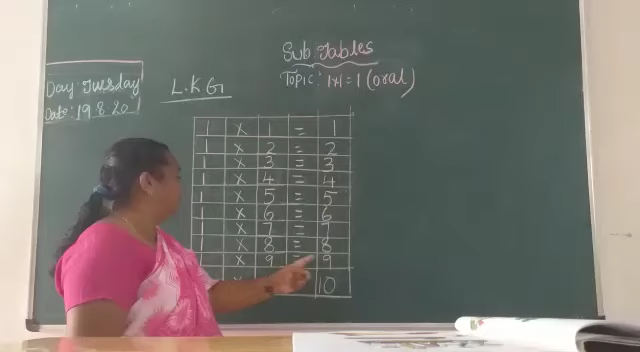 Sub: Tables
Topic: 1x1=1 (oral)
Day: Tuesday
Date: 19.8.20
L.K.G
1 x 1 = 1
1 x 2 = 2
1 x 3 = 3
1 x 4 = 4
1 x 5 = 5
1 x 6 = 6
1 x 7 = 7
1 x 8 = 8
1 x 9 = 9
x 10